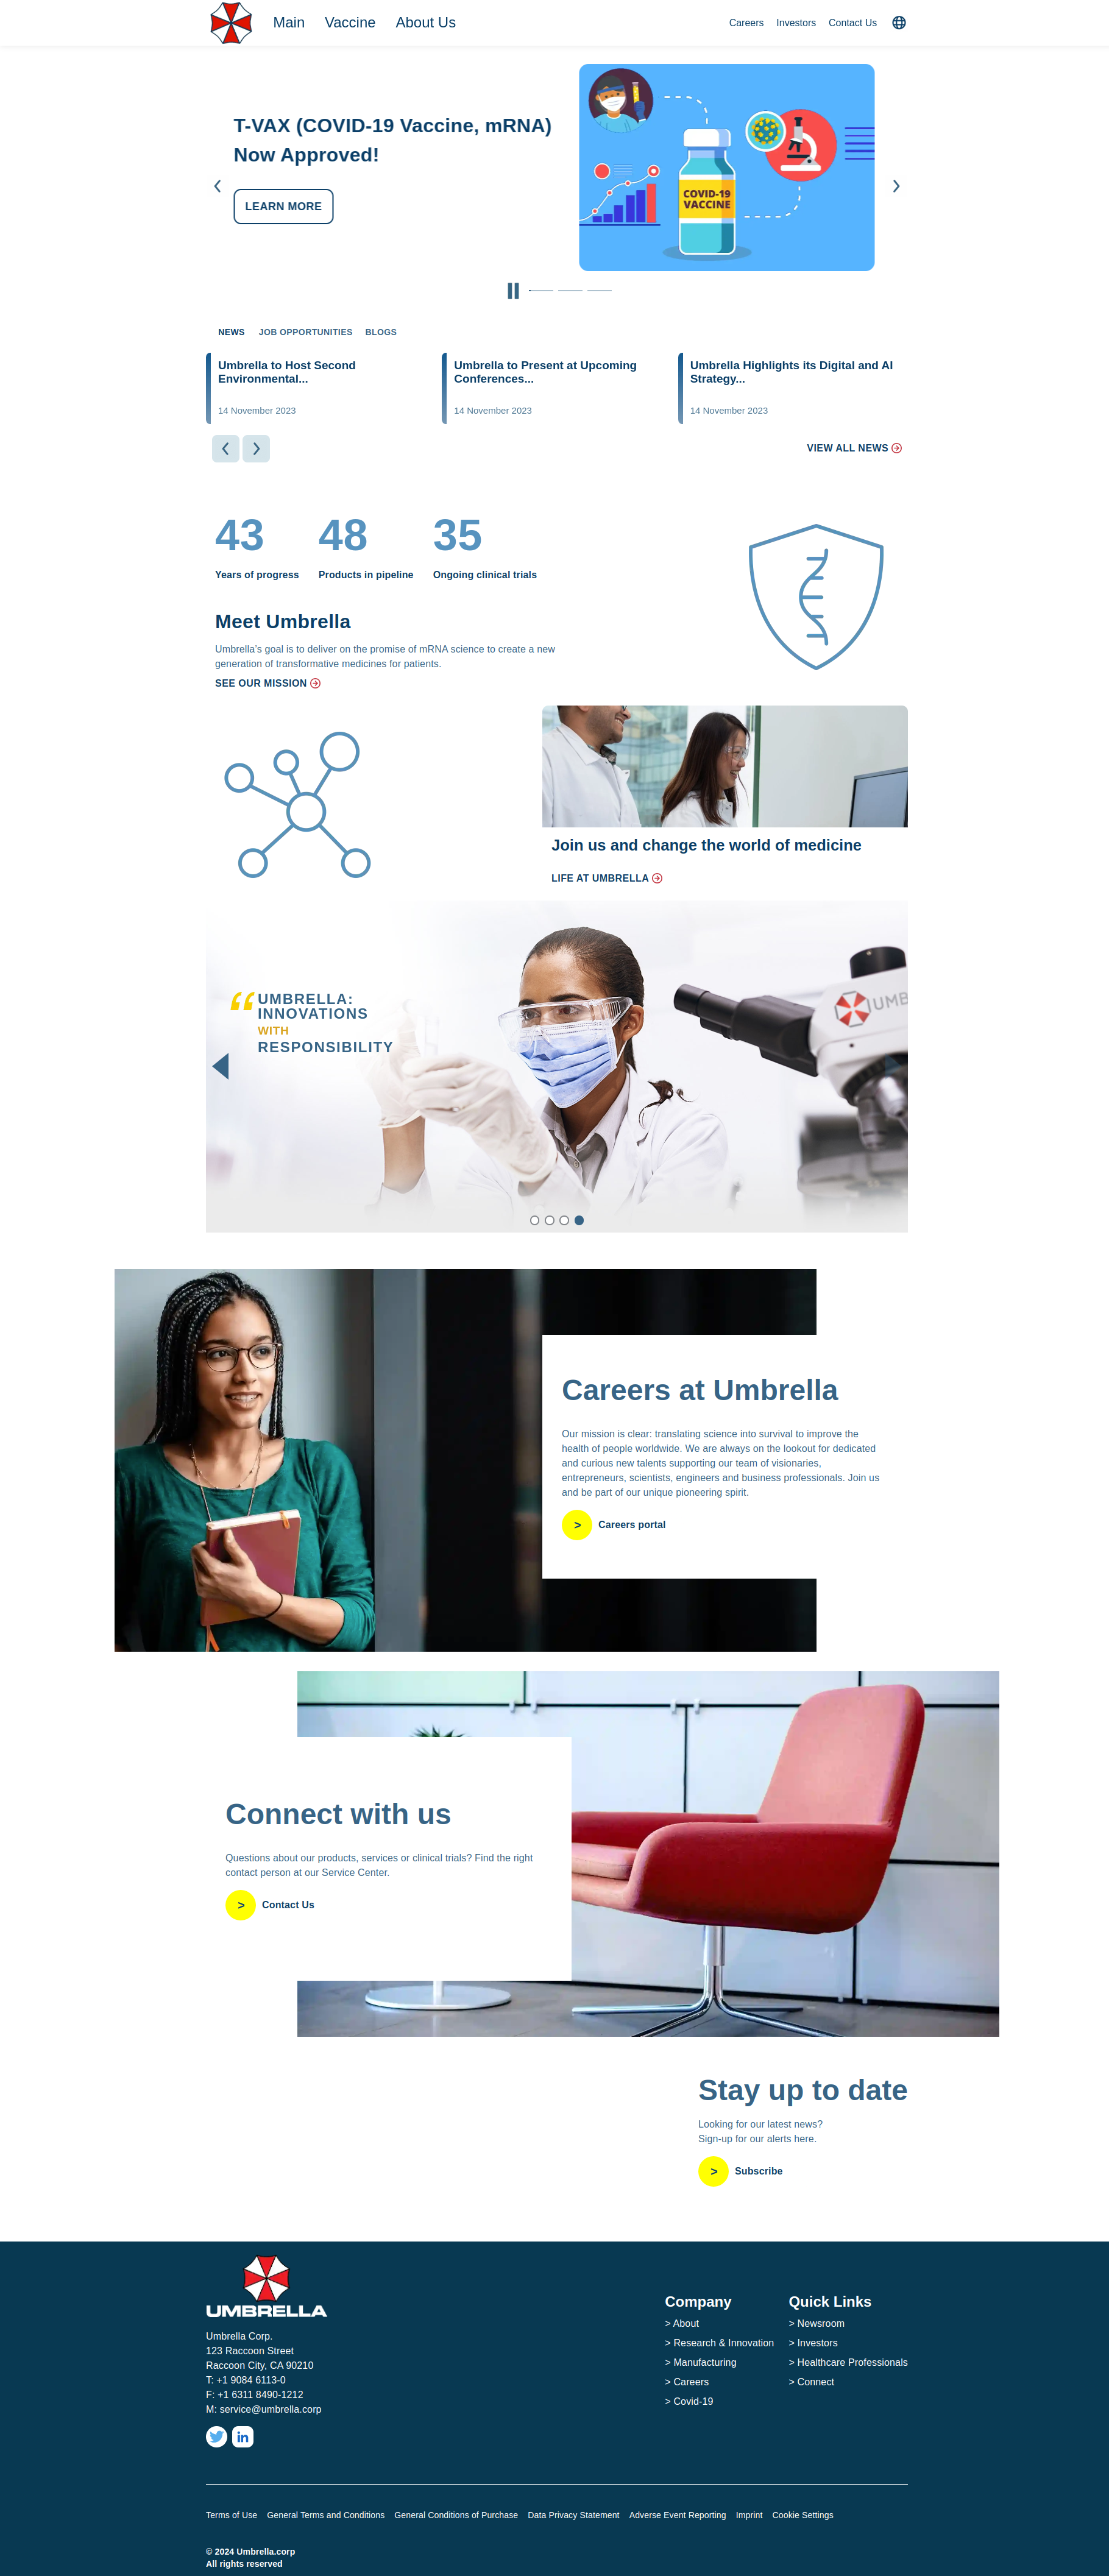 Main Vaccine About Us
Careers Investors Contact Us
T-VAX (COVID-19 Vaccine, mRNA)
Now Approved!
LEARN MORE
COVID-19
VACCINE
NEWS JOB OPPORTUNITIES BLOGS
Umbrella to Host Second
Environmental...
14 November 2023
Umbrella to Present at Upcoming
Conferences...
14 November 2023
Umbrella Highlights its Digital and AI
Strategy...
14 November 2023
VIEW ALL NEWS
43 48 35
Years of progress Products in pipeline Ongoing clinical trials
Meet Umbrella
Umbrella's goal is to deliver on the promise of mRNA science to create a new
generation of transformative medicines for patients.
SEE OUR MISSION
Join us and change the world of medicine
LIFE AT UMBRELLA
“ UMBRELLA:
INNOVATIONS
WITH
RESPONSIBILITY
UMB
Careers at Umbrella
Our mission is clear: translating science into survival to improve the
health of people worldwide. We are always on the lookout for dedicated
and curious new talents supporting our team of visionaries,
entrepreneurs, scientists, engineers and business professionals. Join us
and be part of our unique pioneering spirit.
> Careers portal
Connect with us
Questions about our products, services or clinical trials? Find the right
contact person at our Service Center.
> Contact Us
Stay up to date
Looking for our latest news?
Sign-up for our alerts here.
> Subscribe
UMBRELLA
Umbrella Corp.
123 Raccoon Street
Raccoon City, CA 90210
T: +1 9084 6113-0
F: +1 6311 8490-1212
M: service@umbrella.corp
in
Company
> About
> Research & Innovation
> Manufacturing
> Careers
> Covid-19
Quick Links
> Newsroom
> Investors
> Healthcare Professionals
> Connect
Terms of Use General Terms and Conditions General Conditions of Purchase Data Privacy Statement Adverse Event Reporting Imprint Cookie Settings
© 2024 Umbrella.corp
All rights reserved